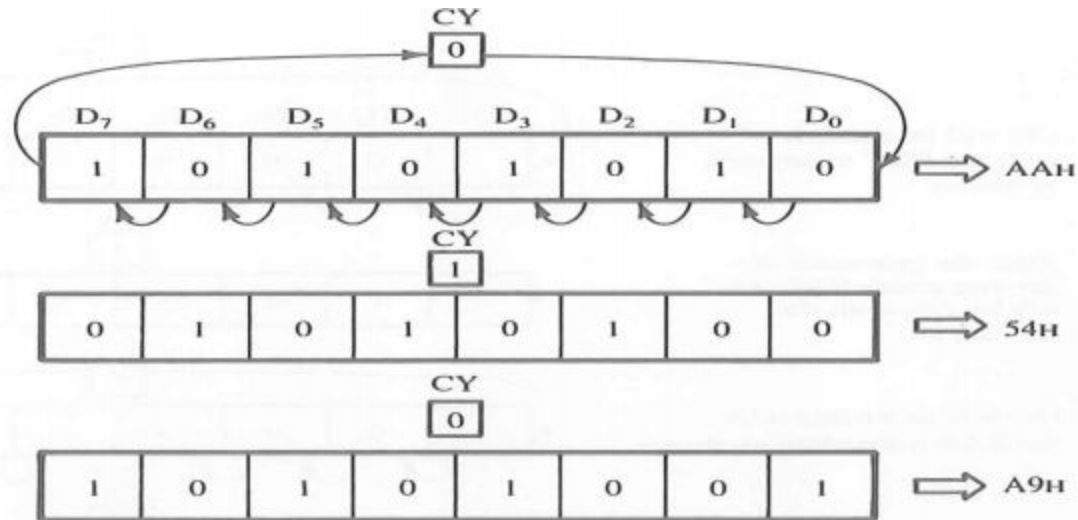 CY
0
D₇ D₆ D₅ D₄ D₃ D₂ D₁ D₀
1 0 1 0 1 0 1 0 AAH
CY
1
0 1 0 1 0 1 0 0 54H
CY
0
1 0 1 0 1 0 0 1 A9H